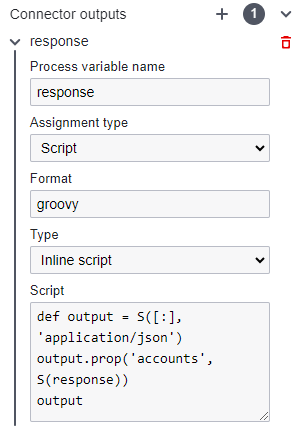 Connector outputs
1
response
Process variable name
response
Assignment type
Script
Format
groovy
Type
Inline script
Script
def output = S([:],
'application/json')
output.prop('accounts',
S(response))
output